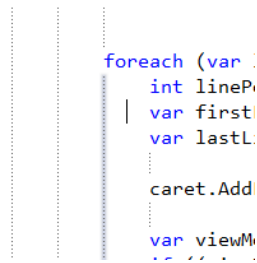 foreach (var
int lineP
var first
var lastL
caret.Add
var viewM